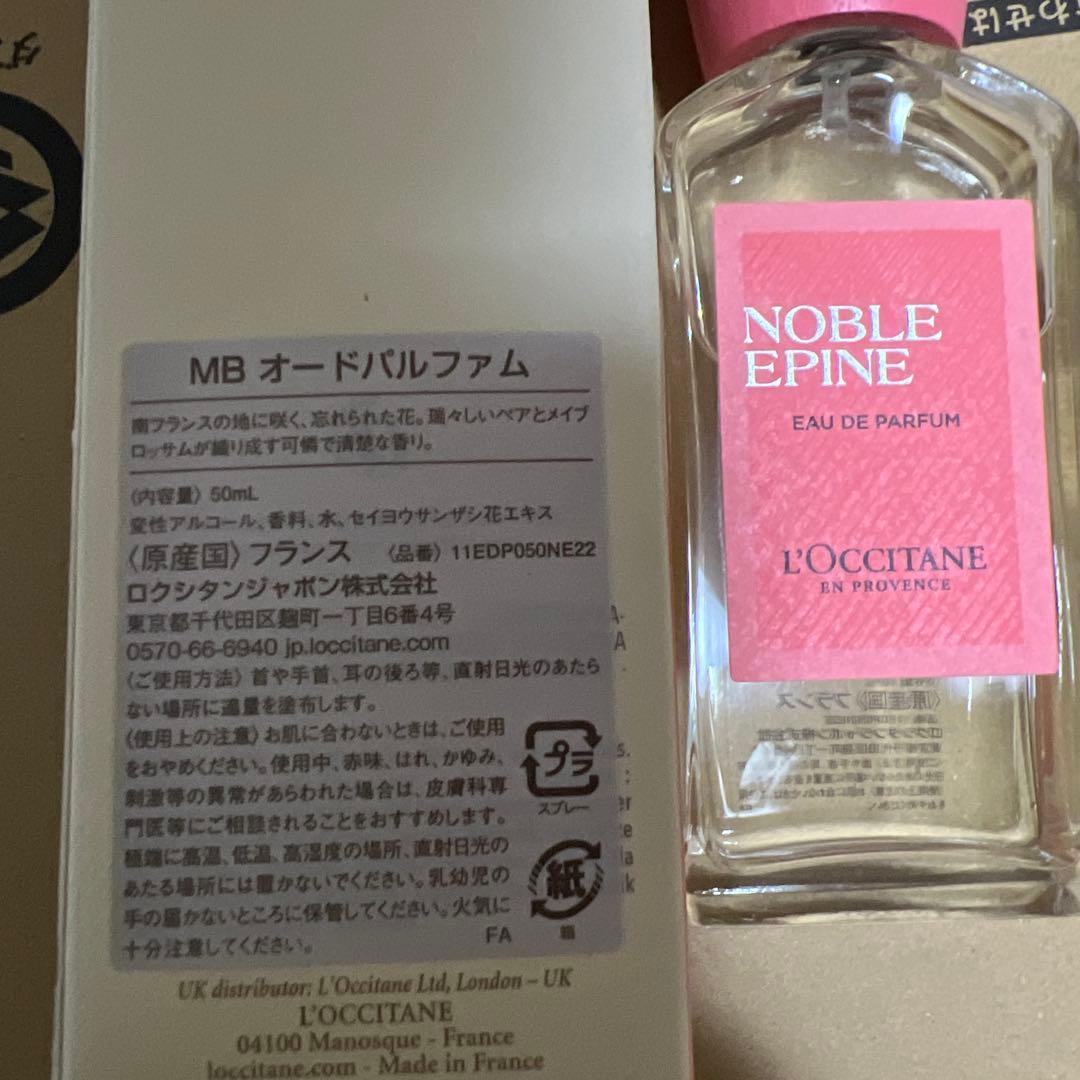 MB オードパルファム
南フランスの地に咲く、忘れられた花。瑞々しいペアとメイブ
ロッサムが織り成す可憐で清楚な香り。
〈内容量〉 50mL
変性アルコール、香料、水、セイヨウサンザシ花エキス
〈原産国〉フランス 〈品番〉11EDP050NE22
ロクシタンジャポン株式会社
東京都千代田区麹町一丁目6番4号
0570-66-6940 jp.loccitane.com
〈ご使用方法〉首や手首、耳の後ろ等、直射日光のあたら
ない場所に適量を塗布します。
〈使用上の注意〉お肌に合わないときは、ご使用
をおやめください。使用中、赤味、はれ、かゆみ、
刺激等の異常があらわれた場合は、皮膚科専
門医等にご相談されることをおすすめします。
極端に高温、低温、高湿度の場所、直射日光の
あたる場所には置かないでください。乳幼児の
手の届かないところに保管してください。火気に
十分注意してください。
プラ
スプレー
紙
箱
FA
UK distributor: L'Occitane Ltd, London – UK
L'OCCITANE
04100 Manosque - France
loccitane.com - Made in France
NOBLE
EPINE
EAU DE PARFUM
L'OCCITANE
EN PROVENCE
〈原産国〉フランス
わせは